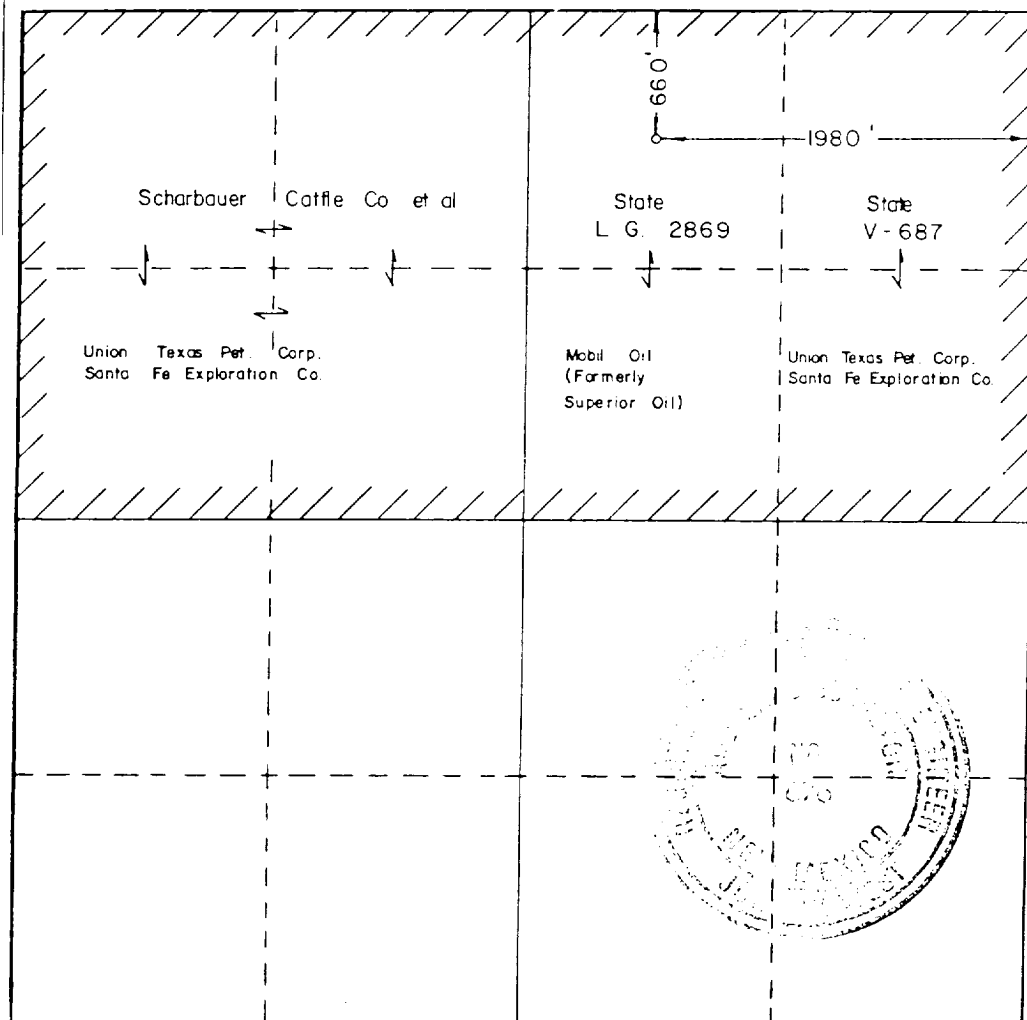 660'
1980'
Scharbauer Cattle Co et al
State
L G. 2869
State
V-687
Union Texas Pet. Corp.
Santa Fe Exploration Co.
Mobil Oil
(Formerly
Superior Oil)
Union Texas Pet. Corp.
Santa Fe Exploration Co.
MEXICO